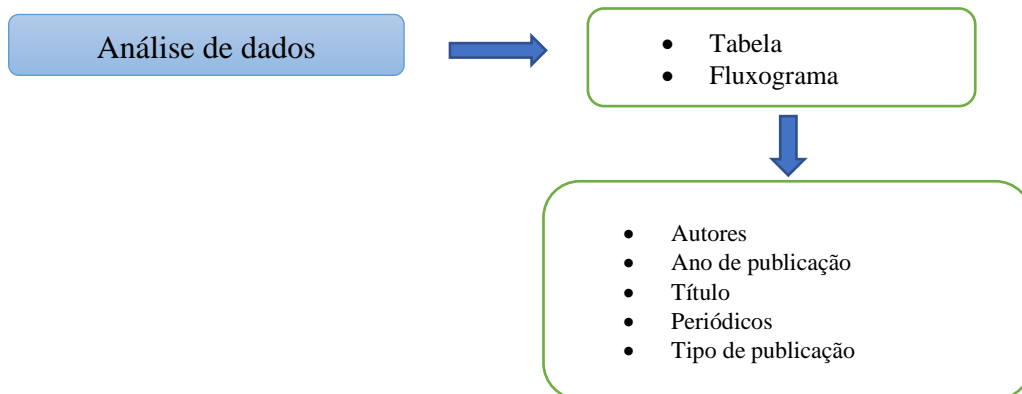 Análise de dados
• Tabela
• Fluxograma
• Autores
• Ano de publicação
• Título
• Periódicos
• Tipo de publicação